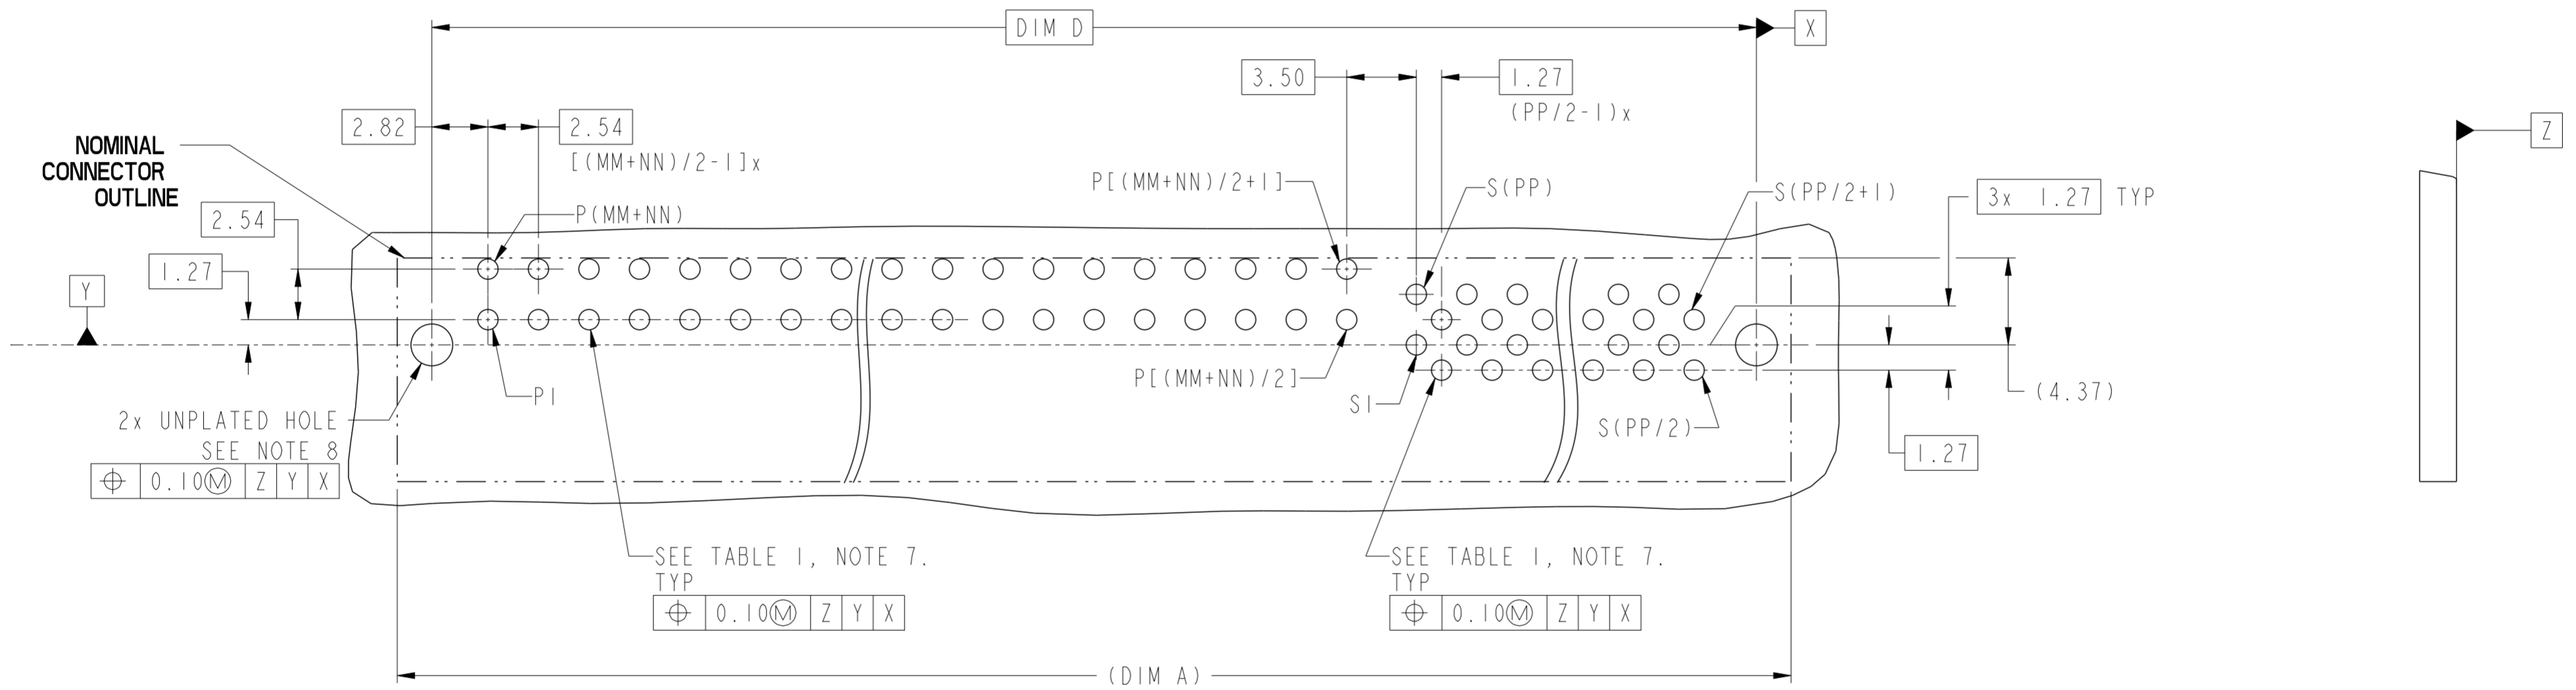 DIM D
X
3.50
1.27
(PP/2-1)x
2.82
2.54
[(MM+NN)/2-1]x
Z
NOMINAL
CONNECTOR
OUTLINE
P[(MM+NN)/2+1]
S(PP)
S(PP/2+1)
3x 1.27 TYP
2.54
P(MM+NN)
1.27
Y
P[(MM+NN)/2]
P1
S1
(4.37)
2x UNPLATED HOLE
SEE NOTE 8
⌖ 0.10Ⓜ Z Y X
S(PP/2)
1.27
SEE TABLE 1, NOTE 7.
TYP
⌖ 0.10Ⓜ Z Y X
SEE TABLE 1, NOTE 7.
TYP
⌖ 0.10Ⓜ Z Y X
(DIM A)